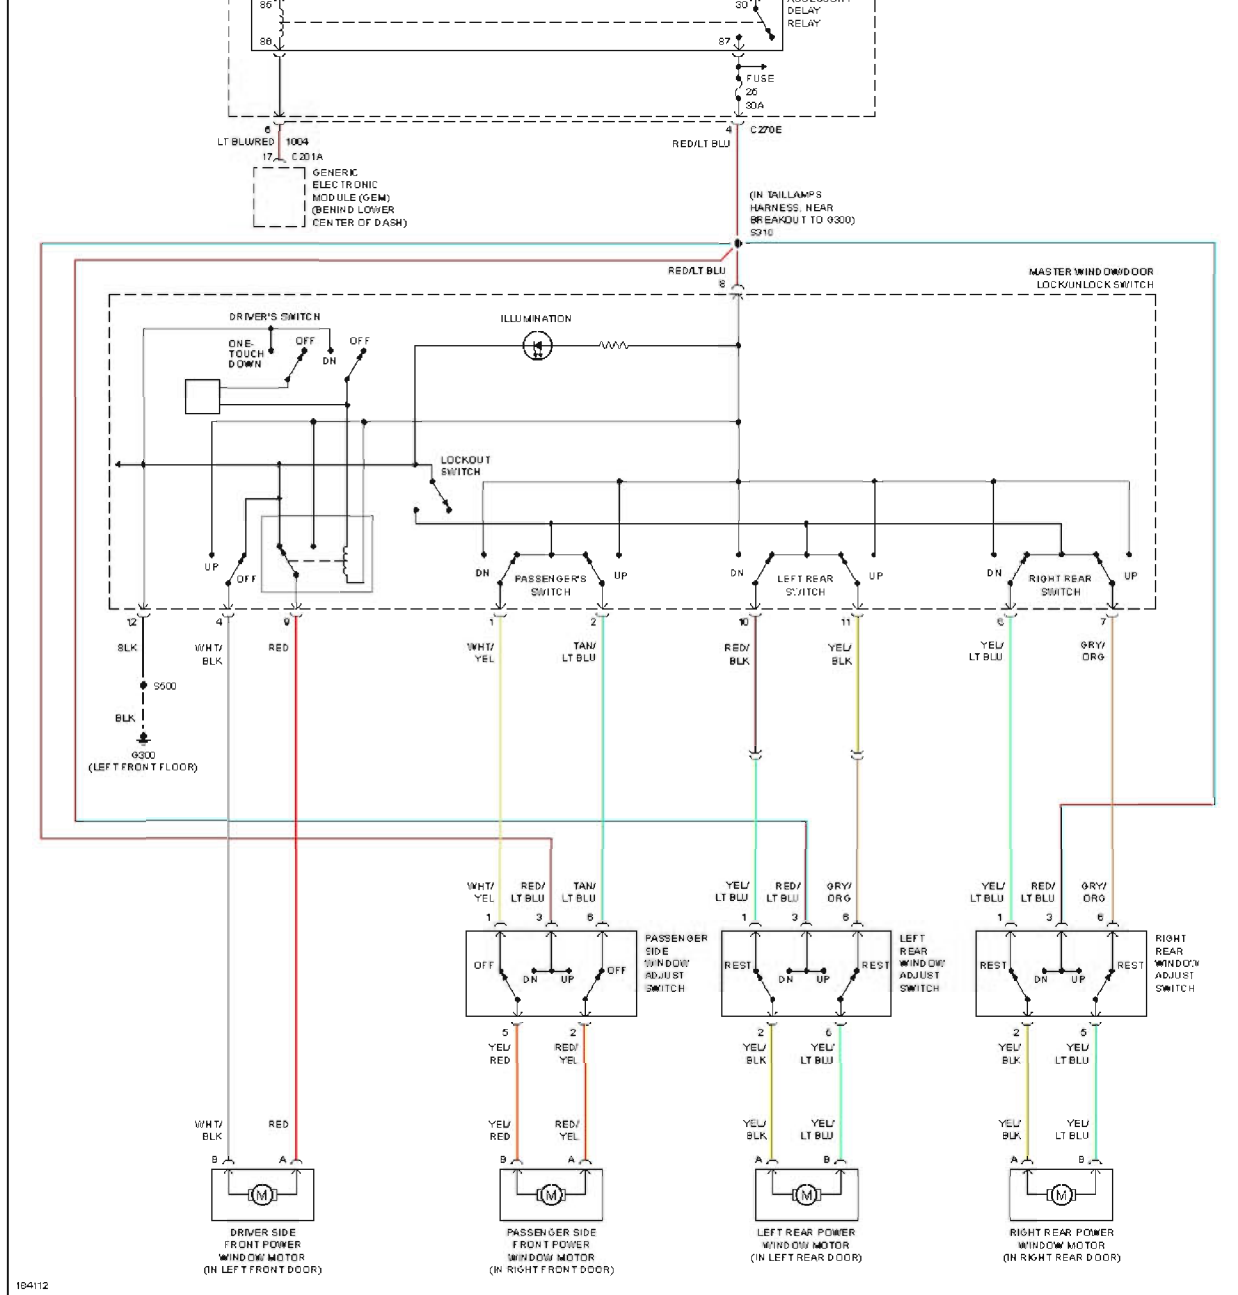 85
30
DELAY
RELAY
86
87
FUSE
26
30A
6
4
C270E
LT BLU/RED
1004
RED/LT BLU
17
C201A
GENERIC
ELECTRONIC
MODULE (GEM)
(BEHIND LOWER
CENTER OF DASH)
(IN TAILLAMPS
HARNESS, NEAR
BREAKOUT TO G300)
S310
RED/LT BLU
8
MASTER WINDOW/DOOR
LOCK/UNLOCK SWITCH
DRIVER'S SWITCH
ILLUMINATION
ONE-
TOUCH
DOWN
OFF
DN
OFF
LOCKOUT
SWITCH
UP
OFF
DN
PASSENGER'S
SWITCH
UP
DN
LEFT REAR
SWITCH
UP
DN
RIGHT REAR
SWITCH
UP
12
4
9
1
2
10
11
6
7
BLK
WHT/
BLK
RED
WHT/
YEL
TAN/
LT BLU
RED/
BLK
YEL/
BLK
YEL/
LT BLU
GRY/
ORG
S500
BLK
G300
(LEFT FRONT FLOOR)
WHT/
YEL
RED/
LT BLU
TAN/
LT BLU
YEL/
LT BLU
RED/
LT BLU
GRY/
ORG
YEL/
LT BLU
RED/
LT BLU
GRY/
ORG
1
3
6
1
3
6
1
3
6
OFF
DN
UP
OFF
PASSENGER
SIDE
WINDOW
ADJUST
SWITCH
REST
DN
UP
REST
LEFT
REAR
WINDOW
ADJUST
SWITCH
REST
DN
UP
REST
RIGHT
REAR
WINDOW
ADJUST
SWITCH
5
2
2
6
2
5
YEL/
RED
RED/
YEL
YEL/
BLK
YEL/
LT BLU
YEL/
BLK
YEL/
LT BLU
WHT/
BLK
RED
YEL/
RED
RED/
YEL
YEL/
BLK
YEL/
LT BLU
YEL/
BLK
YEL/
LT BLU
B
A
B
A
A
B
A
B
M
M
M
M
DRIVER SIDE
FRONT POWER
WINDOW MOTOR
(IN LEFT FRONT DOOR)
PASSENGER SIDE
FRONT POWER
WINDOW MOTOR
(IN RIGHT FRONT DOOR)
LEFT REAR POWER
WINDOW MOTOR
(IN LEFT REAR DOOR)
RIGHT REAR POWER
WINDOW MOTOR
(IN RIGHT REAR DOOR)
184112